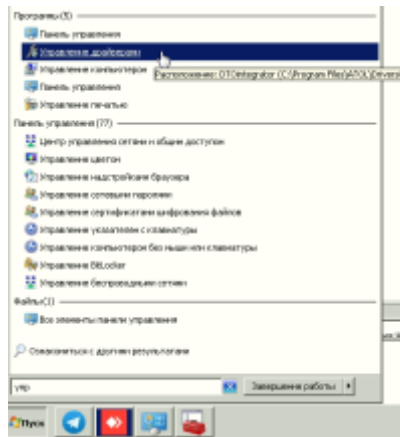 Программы (5)
Панель управления
Управление драйверами
Управление компьютером
Расположение: DTOintegrator (C:\Program Files\ATOL\Drivers
Панель управления
Управление печатью
Панель управления (77)
Центр управления сетями и общим доступом
Управление цветом
Управление надстройками браузера
Управление сетевыми паролями
Управление сертификатами шифрования файлов
Управление указателем с клавиатуры
Управление компьютером без мыши или клавиатуры
Управление BitLocker
Управление беспроводными сетями
Файлы (1)
Все элементы панели управления
Ознакомиться с другими результатами
упр
Завершение работы
Пуск